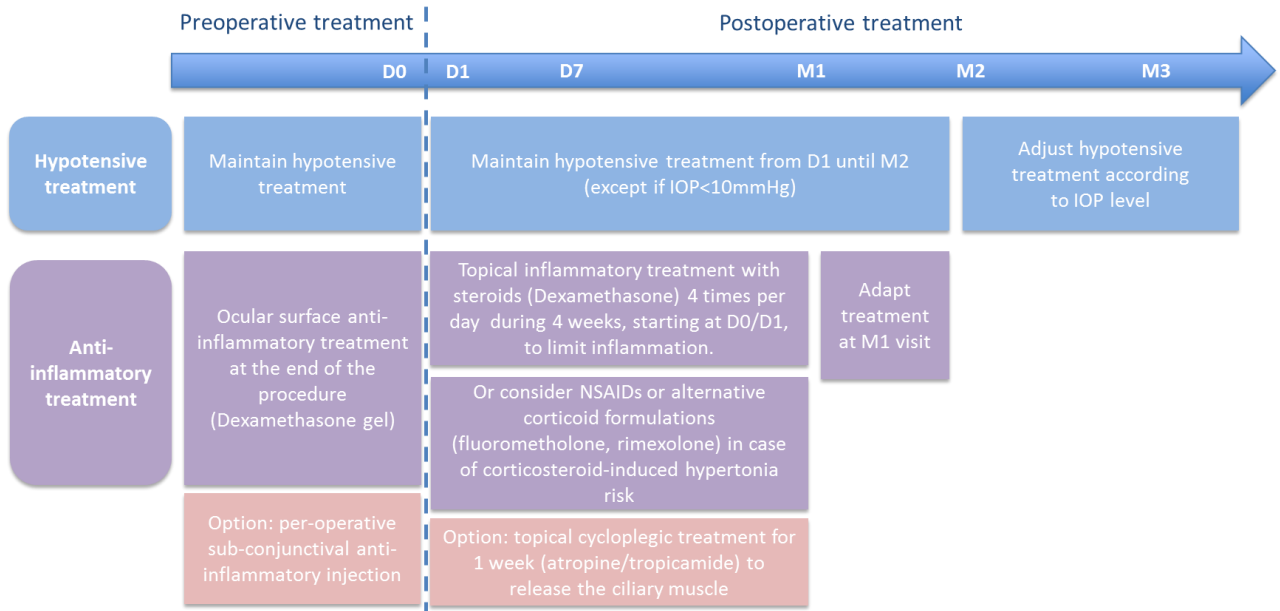 Preoperative treatment
Postoperative treatment
D0
D1
D7
M1
M2
M3
Hypotensive
treatment
Maintain hypotensive
treatment
Maintain hypotensive treatment from D1 until M2
(except if IOP<10mmHg)
Adjust hypotensive
treatment according
to IOP level
Anti-
inflammatory
treatment
Ocular surface anti-
inflammatory treatment
at the end of the
procedure
(Dexamethasone gel)
Topical inflammatory treatment with
steroids (Dexamethasone) 4 times per
day during 4 weeks, starting at D0/D1,
to limit inflammation.
Adapt
treatment
at M1 visit
Or consider NSAIDs or alternative
corticoid formulations
(fluorometholone, rimexolone) in case
of corticosteroid-induced hypertonia
risk
Option: per-operative
sub-conjunctival anti-
inflammatory injection
Option: topical cycloplegic treatment for
1 week (atropine/tropicamide) to
release the ciliary muscle